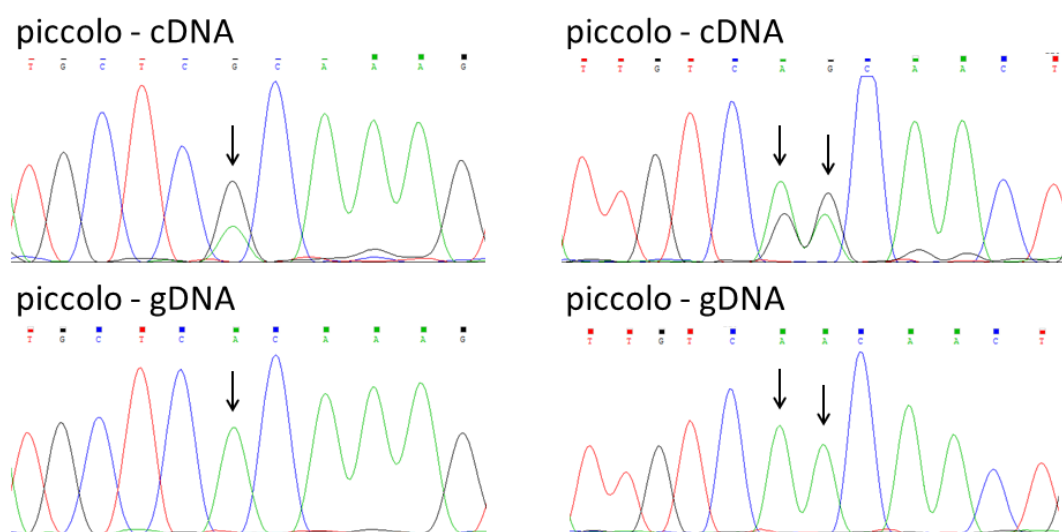 piccolo - cDNA
T G C T C G C A A A G
piccolo - cDNA
T T G T C A G C A A C T
piccolo - gDNA
T G C T C A C A A A G
piccolo - gDNA
T T G T C A A C A A C T